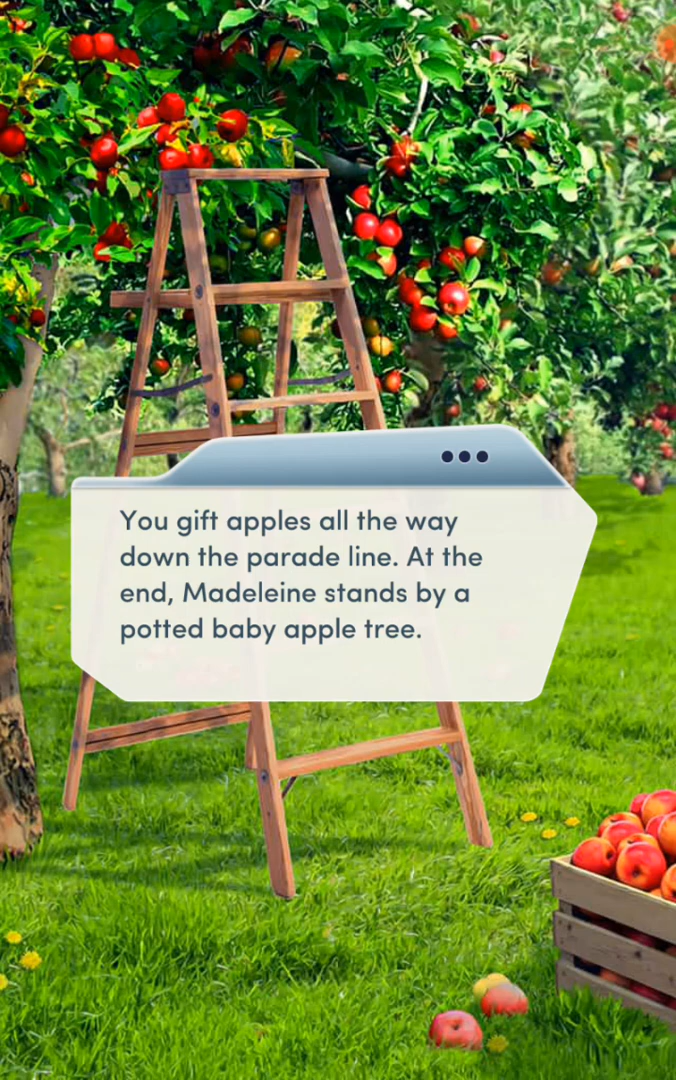 You gift apples all the way
down the parade line. At the
end, Madeleine stands by a
potted baby apple tree.